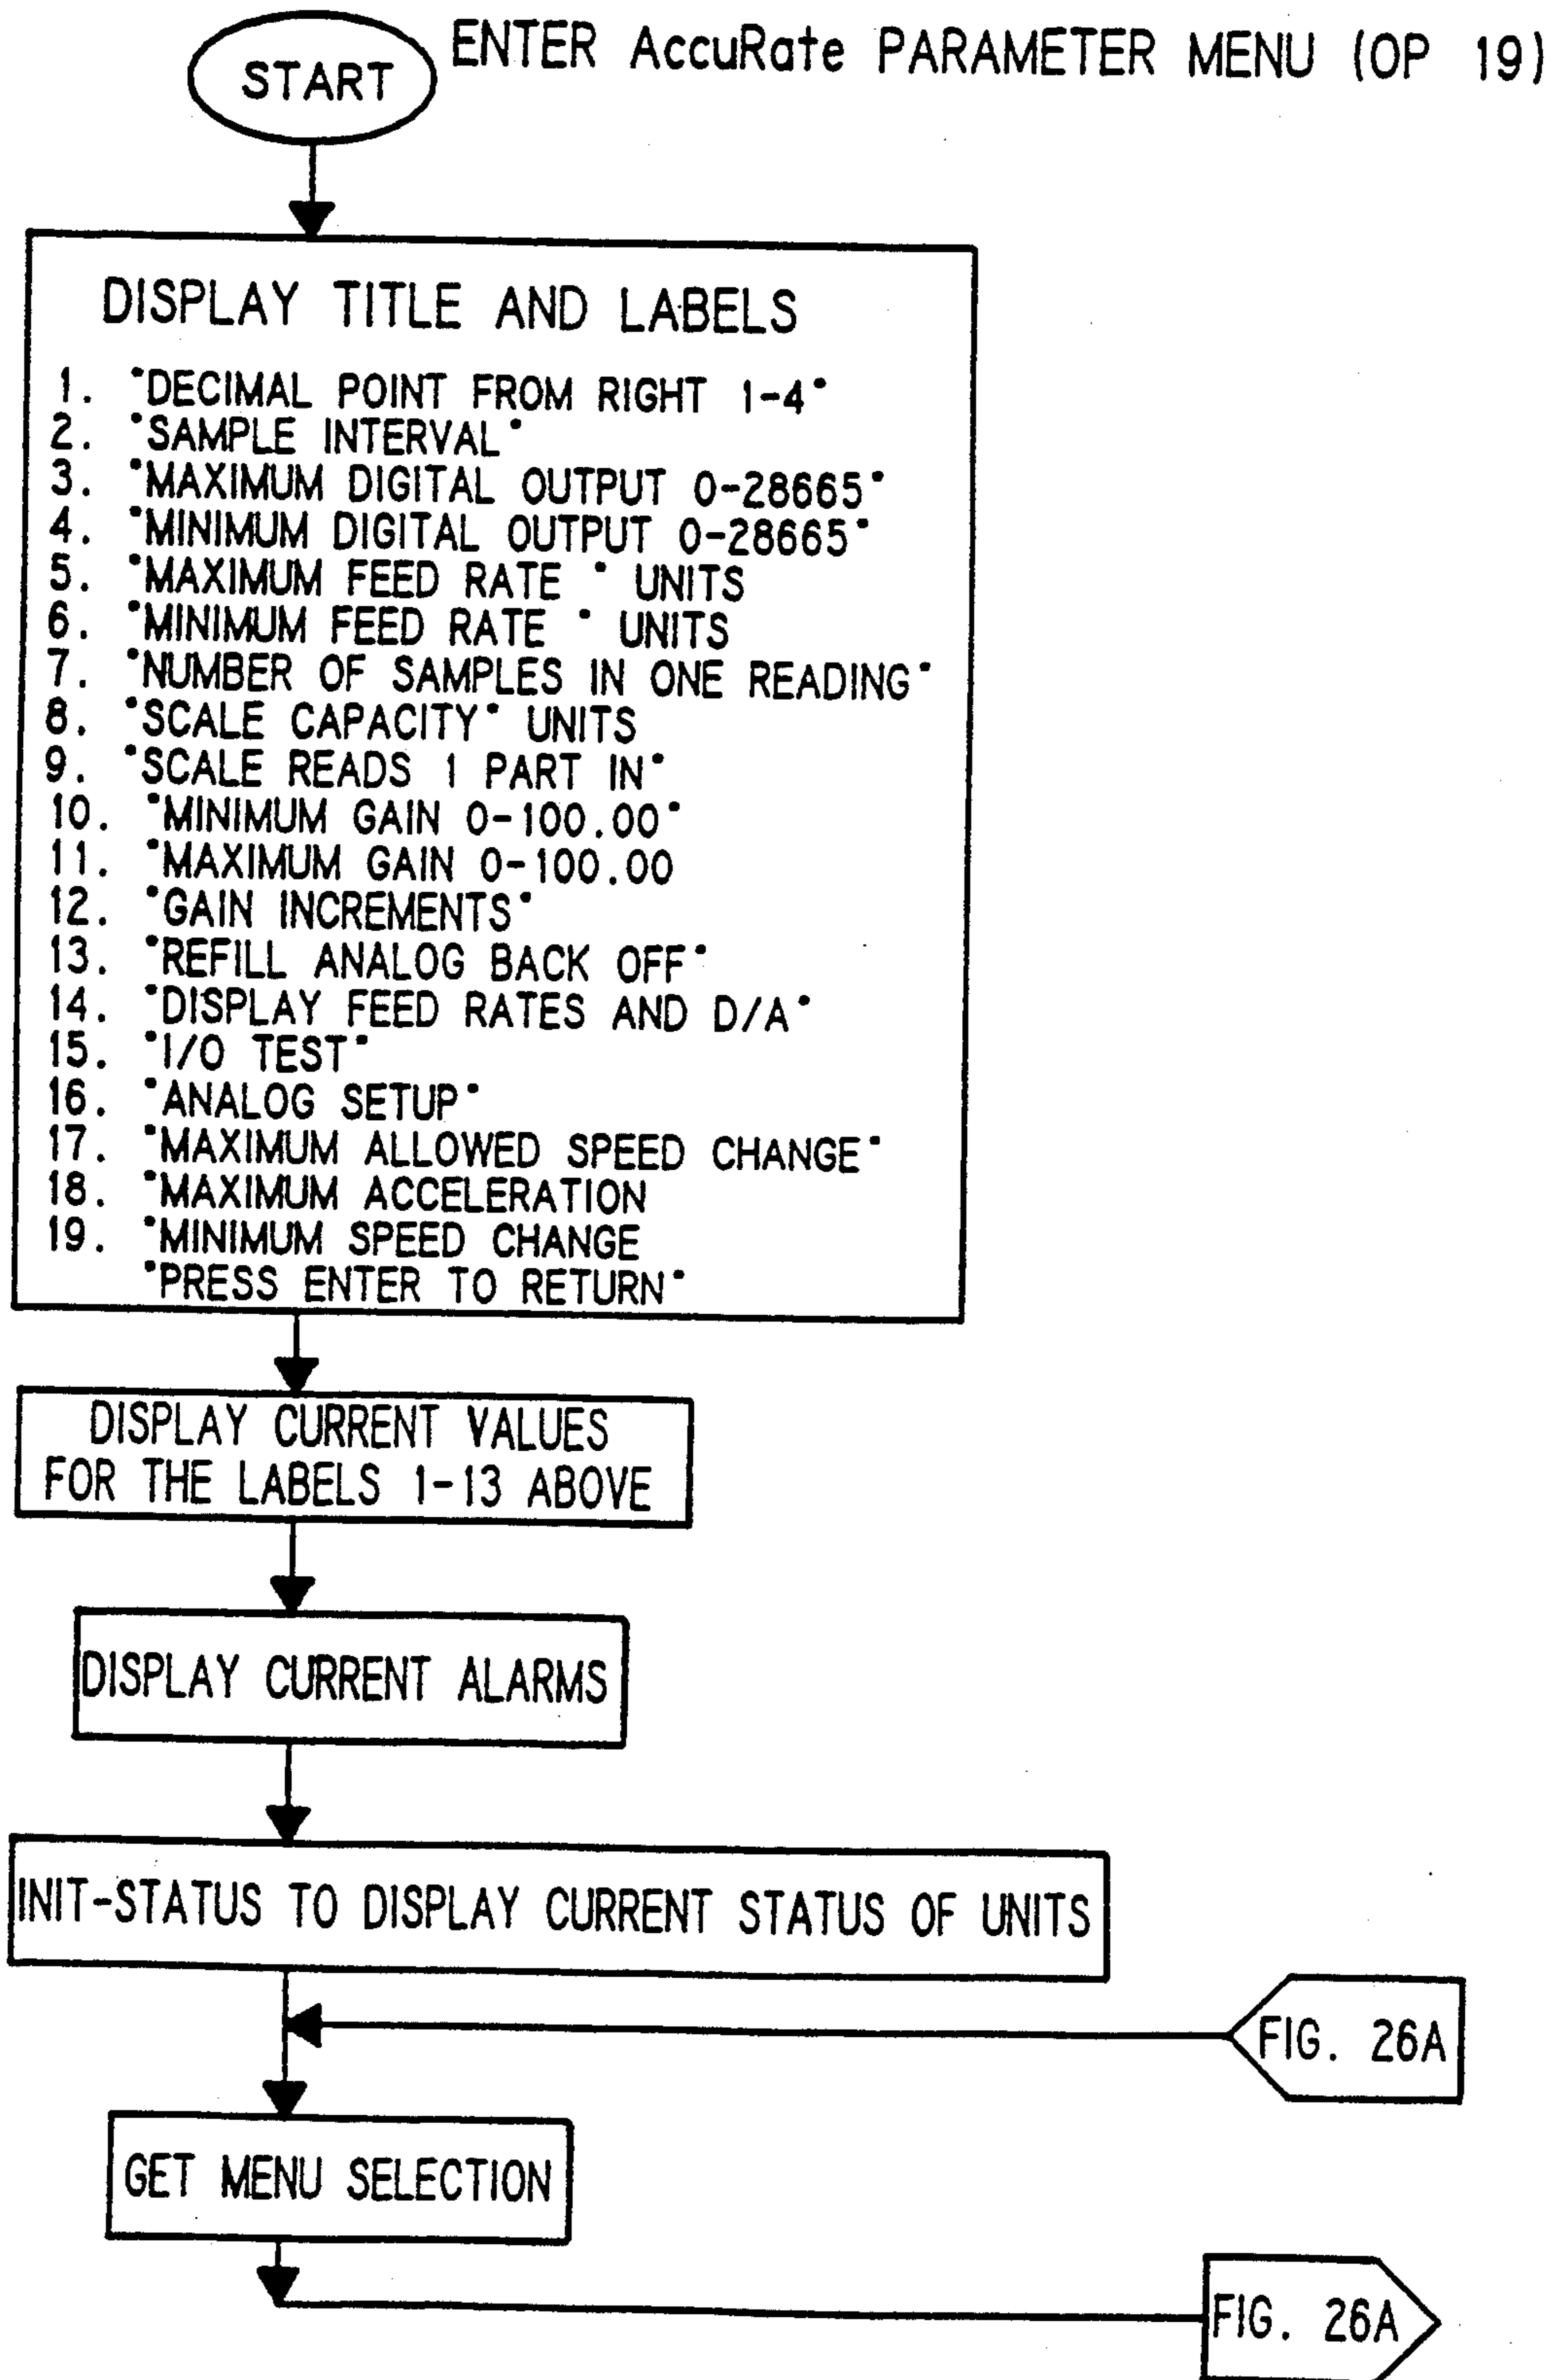 START
ENTER AccuRate PARAMETER MENU (OP 19)
DISPLAY TITLE AND LABELS
1. "DECIMAL POINT FROM RIGHT 1-4"
2. "SAMPLE INTERVAL"
3. "MAXIMUM DIGITAL OUTPUT 0-28665"
4. "MINIMUM DIGITAL OUTPUT 0-28665"
5. "MAXIMUM FEED RATE " UNITS
6. "MINIMUM FEED RATE " UNITS
7. "NUMBER OF SAMPLES IN ONE READING"
8. "SCALE CAPACITY" UNITS
9. "SCALE READS 1 PART IN"
10. "MINIMUM GAIN 0-100.00"
11. "MAXIMUM GAIN 0-100.00
12. "GAIN INCREMENTS"
13. "REFILL ANALOG BACK OFF"
14. "DISPLAY FEED RATES AND D/A"
15. "I/O TEST"
16. "ANALOG SETUP"
17. "MAXIMUM ALLOWED SPEED CHANGE"
18. "MAXIMUM ACCELERATION
19. "MINIMUM SPEED CHANGE
"PRESS ENTER TO RETURN"
DISPLAY CURRENT VALUES
FOR THE LABELS 1-13 ABOVE
DISPLAY CURRENT ALARMS
INIT-STATUS TO DISPLAY CURRENT STATUS OF UNITS
FIG. 26A
GET MENU SELECTION
FIG. 26A